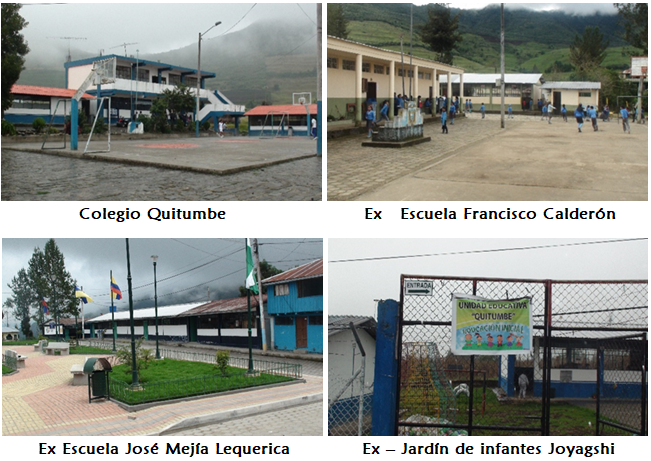 Colegio Quitumbe
Ex Escuela Francisco Calderón
Ex Escuela José Mejía Lequerica
ENTRADA
UNIDAD EDUCATIVA
"QUITUMBE"
EDUCACIÓN INICIAL
Ex – Jardín de infantes Joyagshi